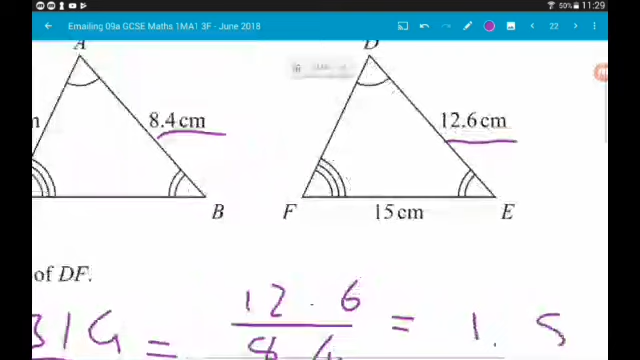 50% 11:29
Emailing 09a GCSE Maths 1MA1 3F - June 2018
22
A
D
m
8.4 cm
12.6 cm
B
F
15 cm
E
of DF.
12.6
= 1.5
8.4
=